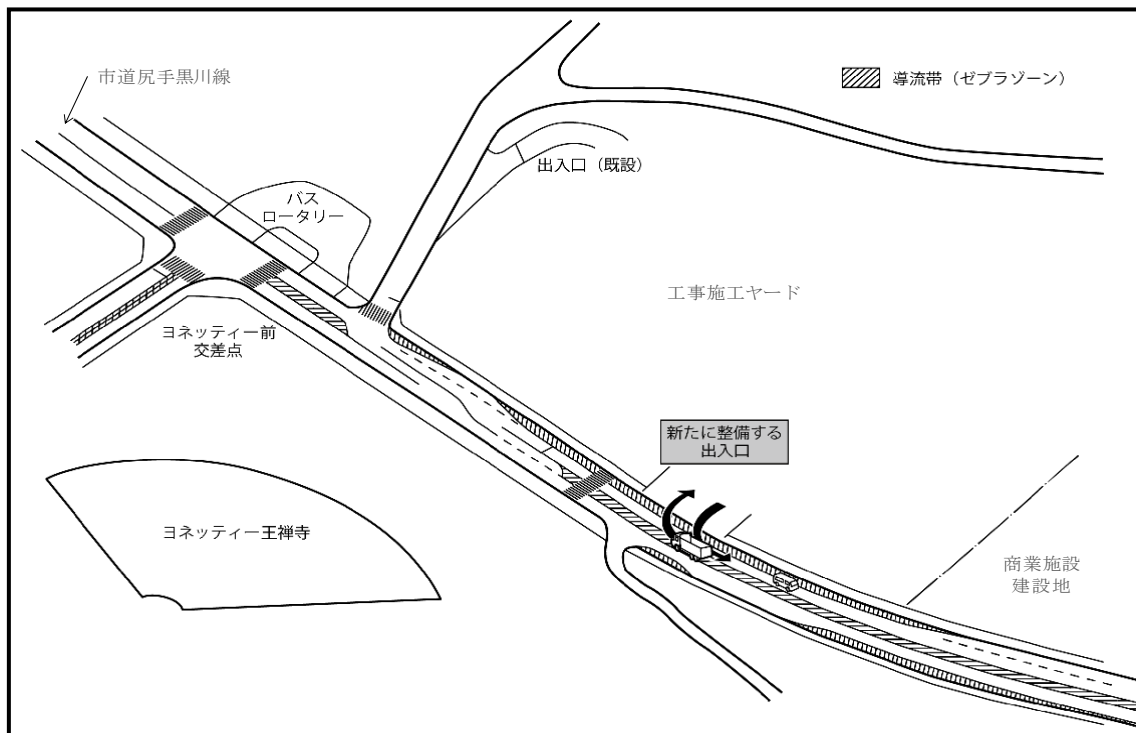 市道尻手黒川線
導流帯（ゼブラゾーン）
出入口（既設）
バス
ロータリー
工事施工ヤード
ヨネッティー前
交差点
新たに整備する
出入口
ヨネッティー王禅寺
商業施設
建設地